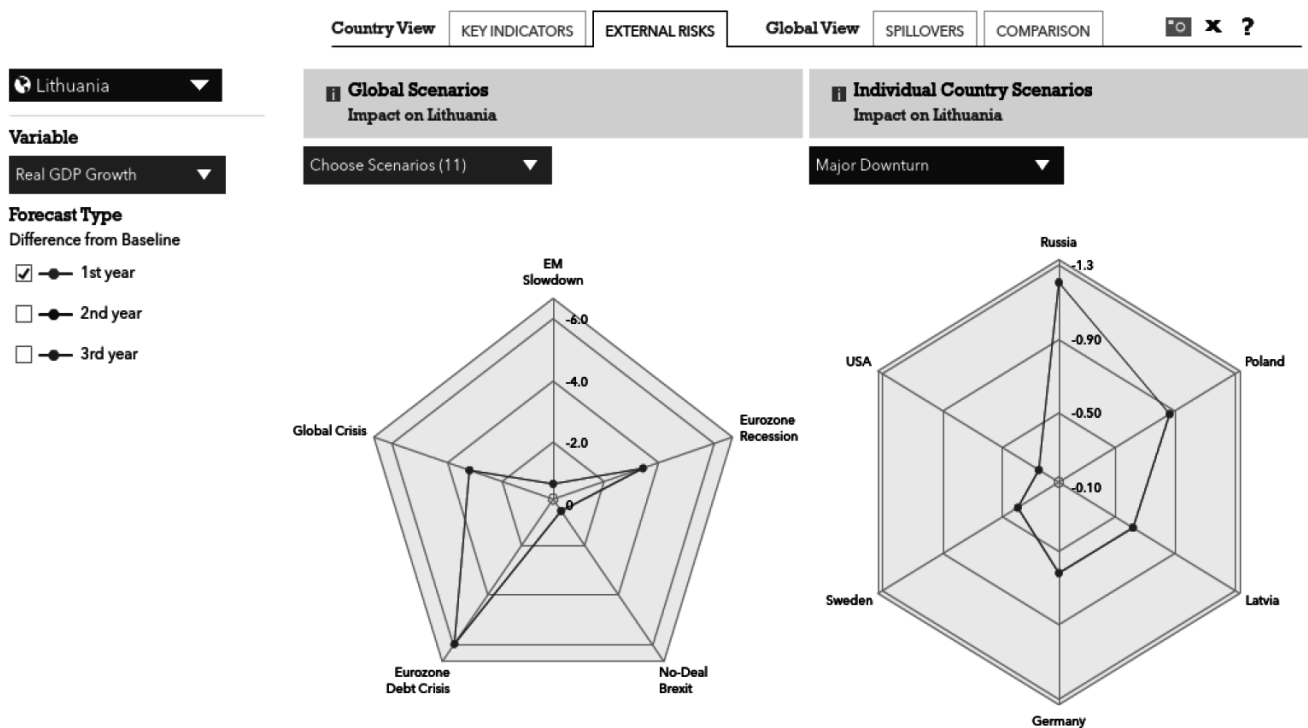 Country View
KEY INDICATORS
EXTERNAL RISKS
Global View
SPILLOVERS
COMPARISON
x
?
Lithuania
Variable
Real GDP Growth
Forecast Type
Difference from Baseline
1st year
2nd year
3rd year
i Global Scenarios
Impact on Lithuania
Choose Scenarios (11)
EM
Slowdown
-6.0
-4.0
-2.0
0
Eurozone
Recession
No-Deal
Brexit
Eurozone
Debt Crisis
Global Crisis
i Individual Country Scenarios
Impact on Lithuania
Major Downturn
Russia
-1.3
-0.90
-0.50
-0.10
Poland
Latvia
Germany
Sweden
USA